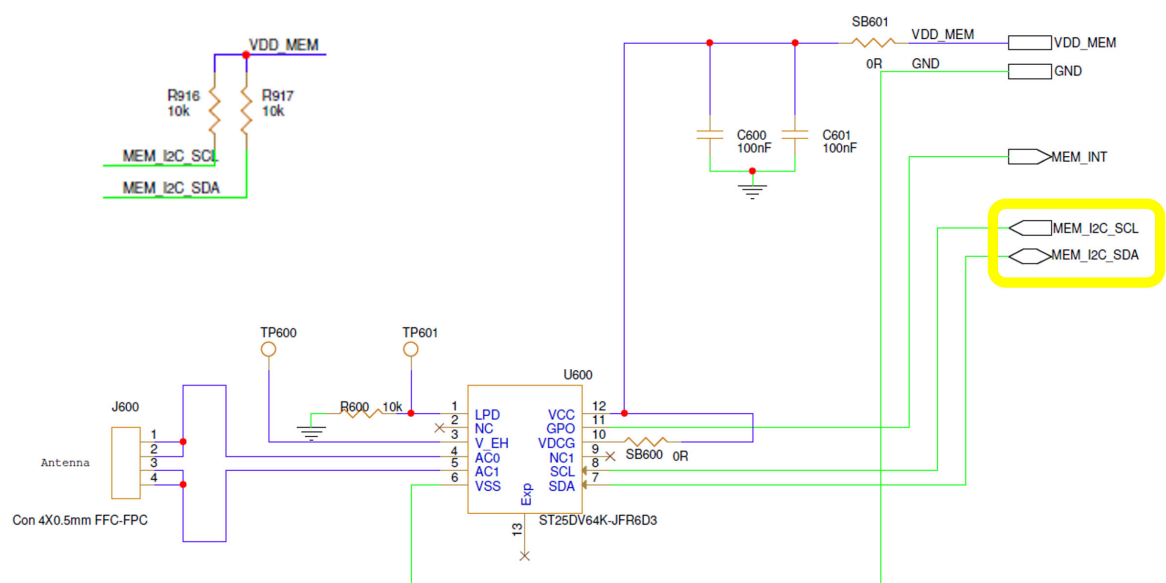 VDD_MEM
R916
10k
R917
10k
MEM_I2C_SCL
MEM_I2C_SDA
SB601
0R
VDD_MEM
VDD_MEM
GND
GND
C600
100nF
C601
100nF
MEM_INT
MEM_I2C_SCL
MEM_I2C_SDA
TP600
TP601
U600
R600 10k
J600
1
2
3
4
Antenna
Con 4X0.5mm FFC-FPC
1 LPD
2 NC
3 V_EH
4 AC0
5 AC1
6 VSS
VCC 12
GPO 11
VDCG 10
NC1 9
SCL 8
SDA 7
SB600 0R
Exp
13
ST25DV64K-JFR6D3